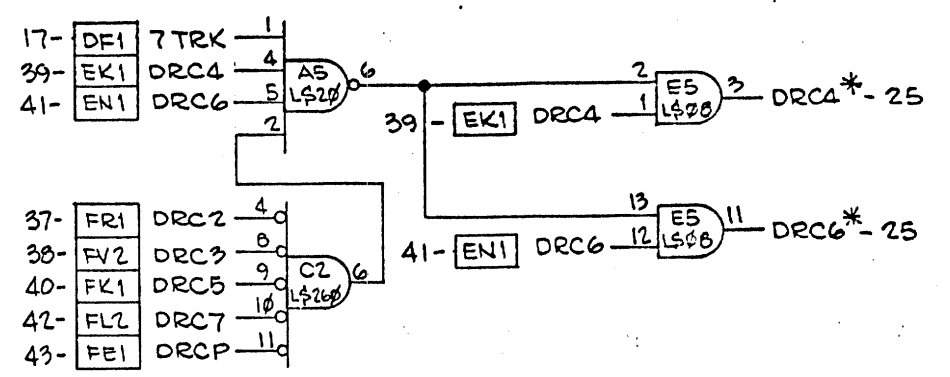 1
17- DF1 7 TRK
39- EK1 DRC4 4
41- EN1 DRC6 5
2
A5
LS20
6
39- EK1 DRC4 1
2
E5
LS08
3
DRC4*-25
41- EN1 DRC6 12
13
E5
LS08
11
DRC6*-25
37- FR1 DRC2 4
38- FV2 DRC3 8
40- FK1 DRC5 9
42- FL2 DRC7 10
43- FE1 DRCP 11
C2
LS260
6